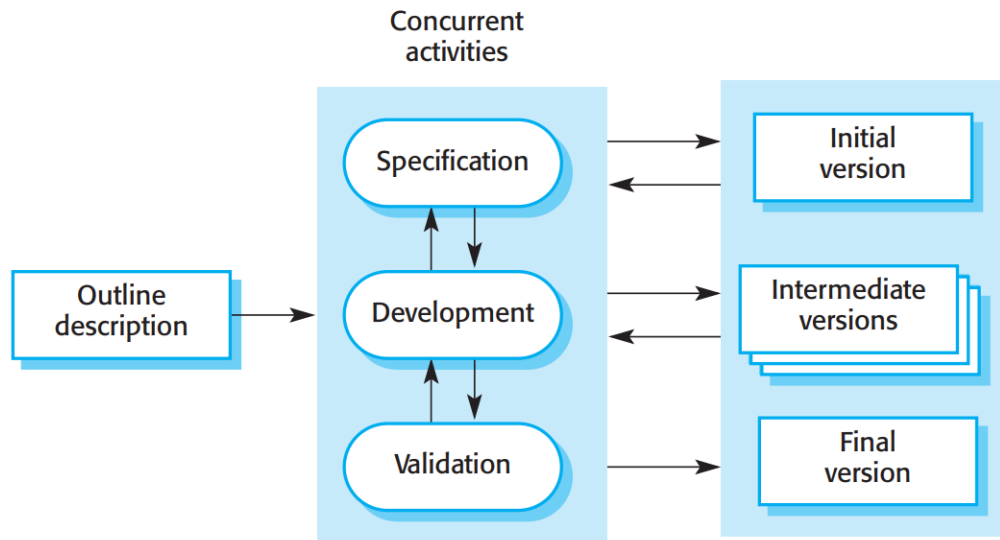 Concurrent
activities
Specification
Initial
version
Outline
description
Development
Intermediate
versions
Validation
Final
version